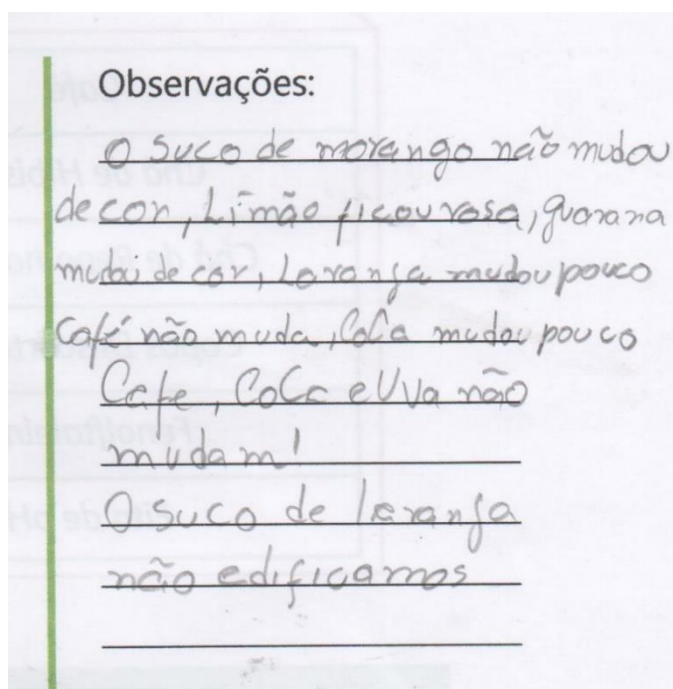 Observações:
O suco de morango não mudou
de cor, Limão ficou rosa, guarana
mudou de cor, Laranja mudou pouco
café não muda, Coca mudou pouco
Cafe, CoCa e UVa não
mudam!
O suco de laranja
não edificamos